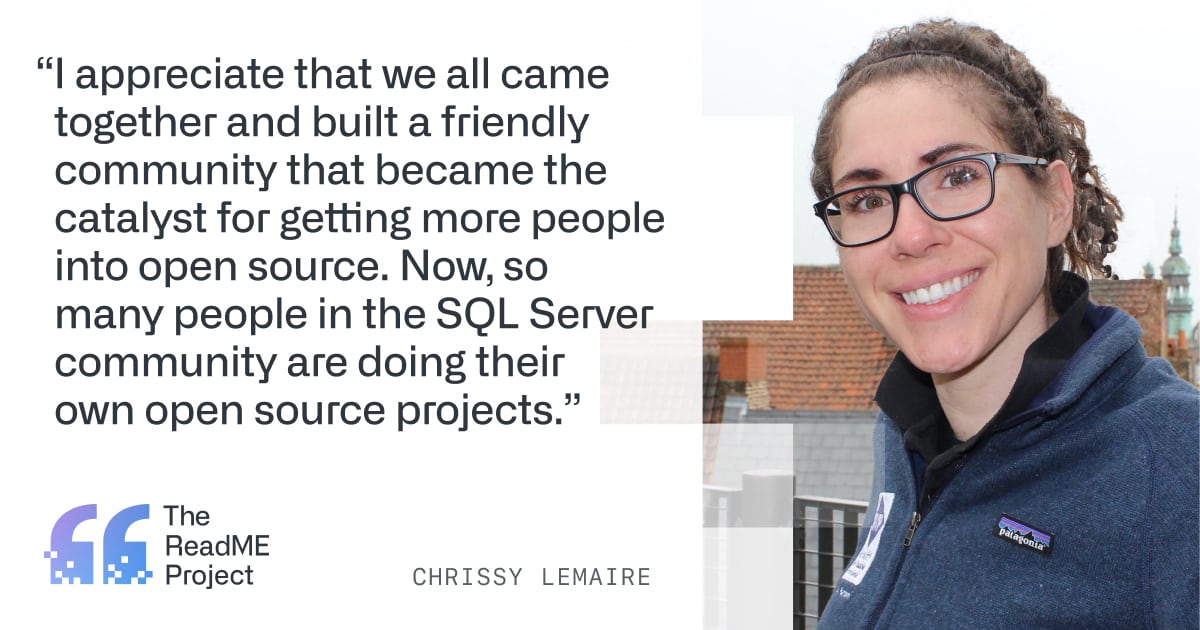 “I appreciate that we all came
together and built a friendly
community that became the
catalyst for getting more people
into open source. Now, so
many people in the SQL Server
community are doing their
own open source projects.”
The
ReadME
Project
CHRISSY LEMAIRE
patagonia